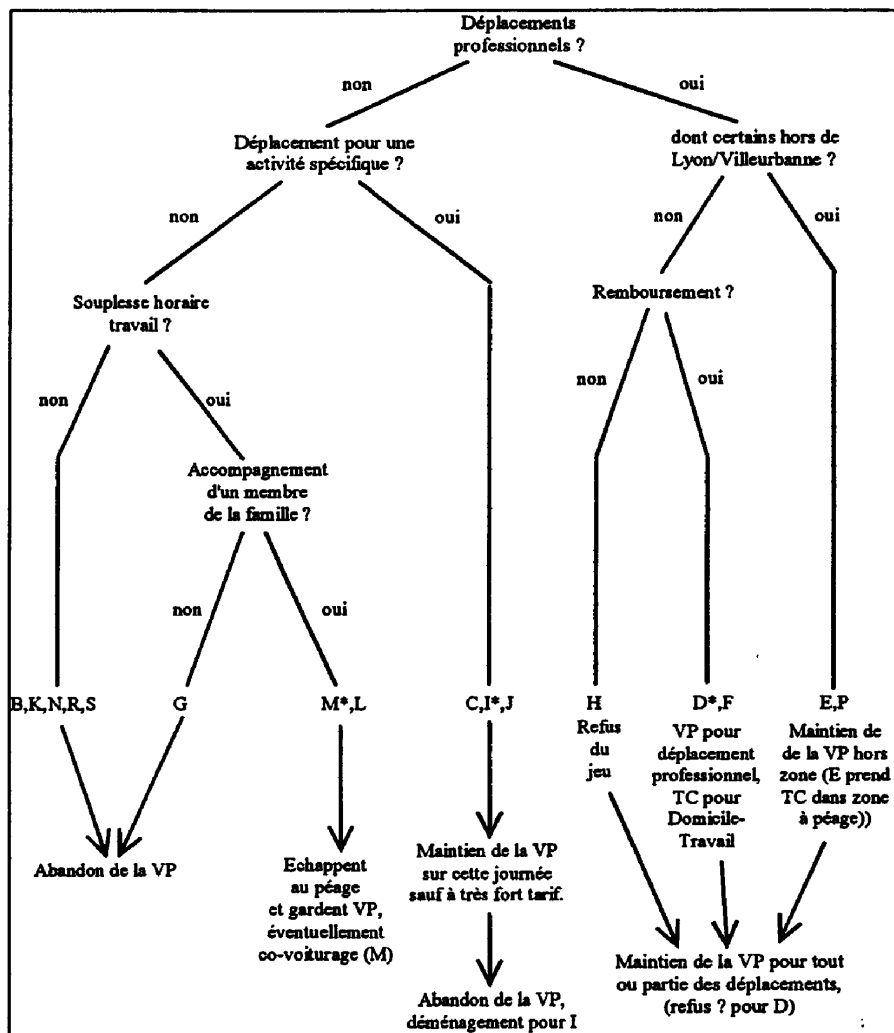 Déplacements
professionnels ?
non
oui
Déplacement pour une
activité spécifique ?
dont certains hors de
Lyon/Villeurbanne ?
non
oui
non
oui
Souplesse horaire
travail ?
Remboursement ?
non
oui
non
oui
Accompagnement
d'un membre
de la famille ?
non
oui
B,K,N,R,S
G
M*,L
C,I*,J
H
D*,F
E,P
Refus
du
jeu
VP pour
déplacement
professionnel,
TC pour
Domicile-
Travail
Maintien de
de la VP hors
zone (E prend
TC dans zone
à péage))
Abandon de la VP
Echappent
au péage
et gardent VP,
éventuellement
co-voiturage (M)
Maintien de la VP
sur cette journée
sauf à très fort tarif.
Abandon de la VP,
déménagement pour I
Maintien de la VP pour tout
ou partie des déplacements,
(refus ? pour D)